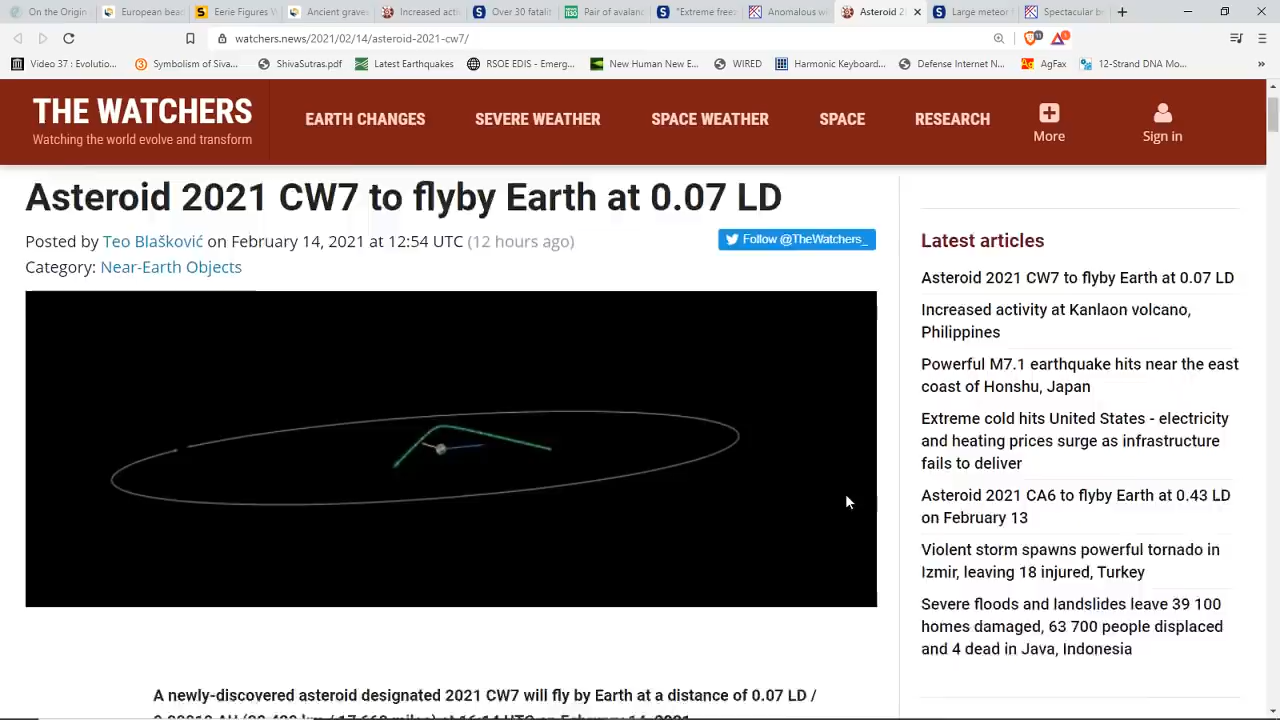 On the Origin
European bear
Eerie Figures V
Ancient grave
Increased acti
Over 30 fatalit
Pair of avalanc
"Extreme freez
Anomalous wh
Asteroid 2
Large meteor f
Spectacular bo
watchers.news/2021/02/14/asteroid-2021-cw7/
Video 37 : Evolutio...
Symbolism of Siva...
ShivaSutras.pdf
Latest Earthquakes
RSOE EDIS - Emerg...
New Human New E...
WIRED
Harmonic Keyboard...
Defense Internet N...
AgFax
12-Strand DNA Mo...
THE WATCHERS
Watching the world evolve and transform
EARTH CHANGES
SEVERE WEATHER
SPACE WEATHER
SPACE
RESEARCH
More
Sign in
Asteroid 2021 CW7 to flyby Earth at 0.07 LD
Posted by Teo Blašković on February 14, 2021 at 12:54 UTC (12 hours ago)
Follow @TheWatchers_
Category: Near-Earth Objects
A newly-discovered asteroid designated 2021 CW7 will fly by Earth at a distance of 0.07 LD /
Latest articles
Asteroid 2021 CW7 to flyby Earth at 0.07 LD
Increased activity at Kanlaon volcano,
Philippines
Powerful M7.1 earthquake hits near the east
coast of Honshu, Japan
Extreme cold hits United States - electricity
and heating prices surge as infrastructure
fails to deliver
Asteroid 2021 CA6 to flyby Earth at 0.43 LD
on February 13
Violent storm spawns powerful tornado in
Izmir, leaving 18 injured, Turkey
Severe floods and landslides leave 39 100
homes damaged, 63 700 people displaced
and 4 dead in Java, Indonesia